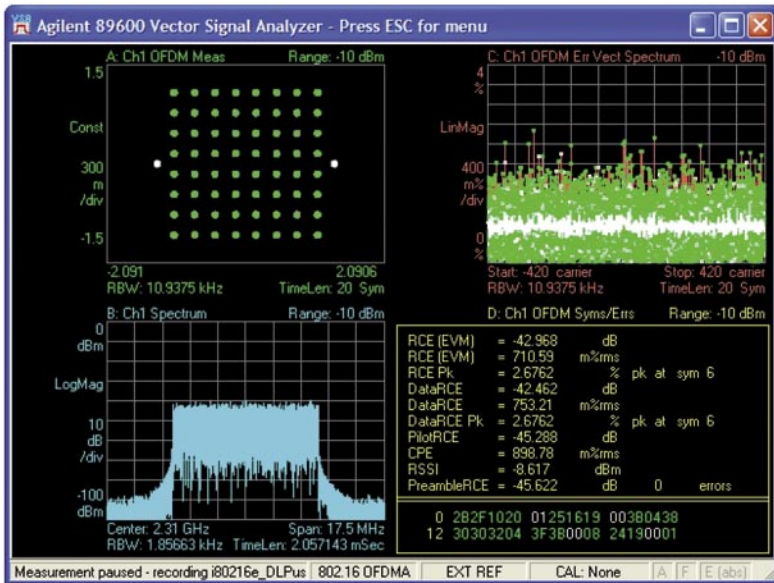 Agilent 89600 Vector Signal Analyzer - Press ESC for menu
A: Ch1 OFDM Meas Range: -10 dBm
1.5
Const
300
m
/div
-1.5
-2.091 2.0906
RBW: 10.9375 kHz TimeLen: 20 Sym
C: Ch1 OFDM Err Vect Spectrum -10 dBm
4
%
LinMag
400
m%
/div
0
%
Start: -420 carrier Stop: 420 carrier
RBW: 10.9375 kHz TimeLen: 20 Sym
B: Ch1 Spectrum Range: -10 dBm
0
dBm
LogMag
10
dB
/div
-100
dBm
Center: 2.31 GHz Span: 17.5 MHz
RBW: 1.85663 kHz TimeLen: 2.057143 mSec
D: Ch1 OFDM Syms/Errs Range: -10 dBm
RCE (EVM) = -42.968 dB
RCE (EVM) = 710.59 m%rms
RCE Pk = 2.6762 % pk at sym 6
DataRCE = -42.462 dB
DataRCE = 753.21 m%rms
DataRCE Pk = 2.6762 % pk at sym 6
PilotRCE = -45.288 dB
CPE = 898.78 m%rms
RSSI = -8.617 dBm
PreambleRCE = -45.622 dB 0 errors
0 2B2F1020 01251619 003B0438
12 30303204 3F3B0008 24190001
Measurement paused - recording i80216e_DLPus 802.16 OFDMA EXT REF CAL: None A F E (abs)